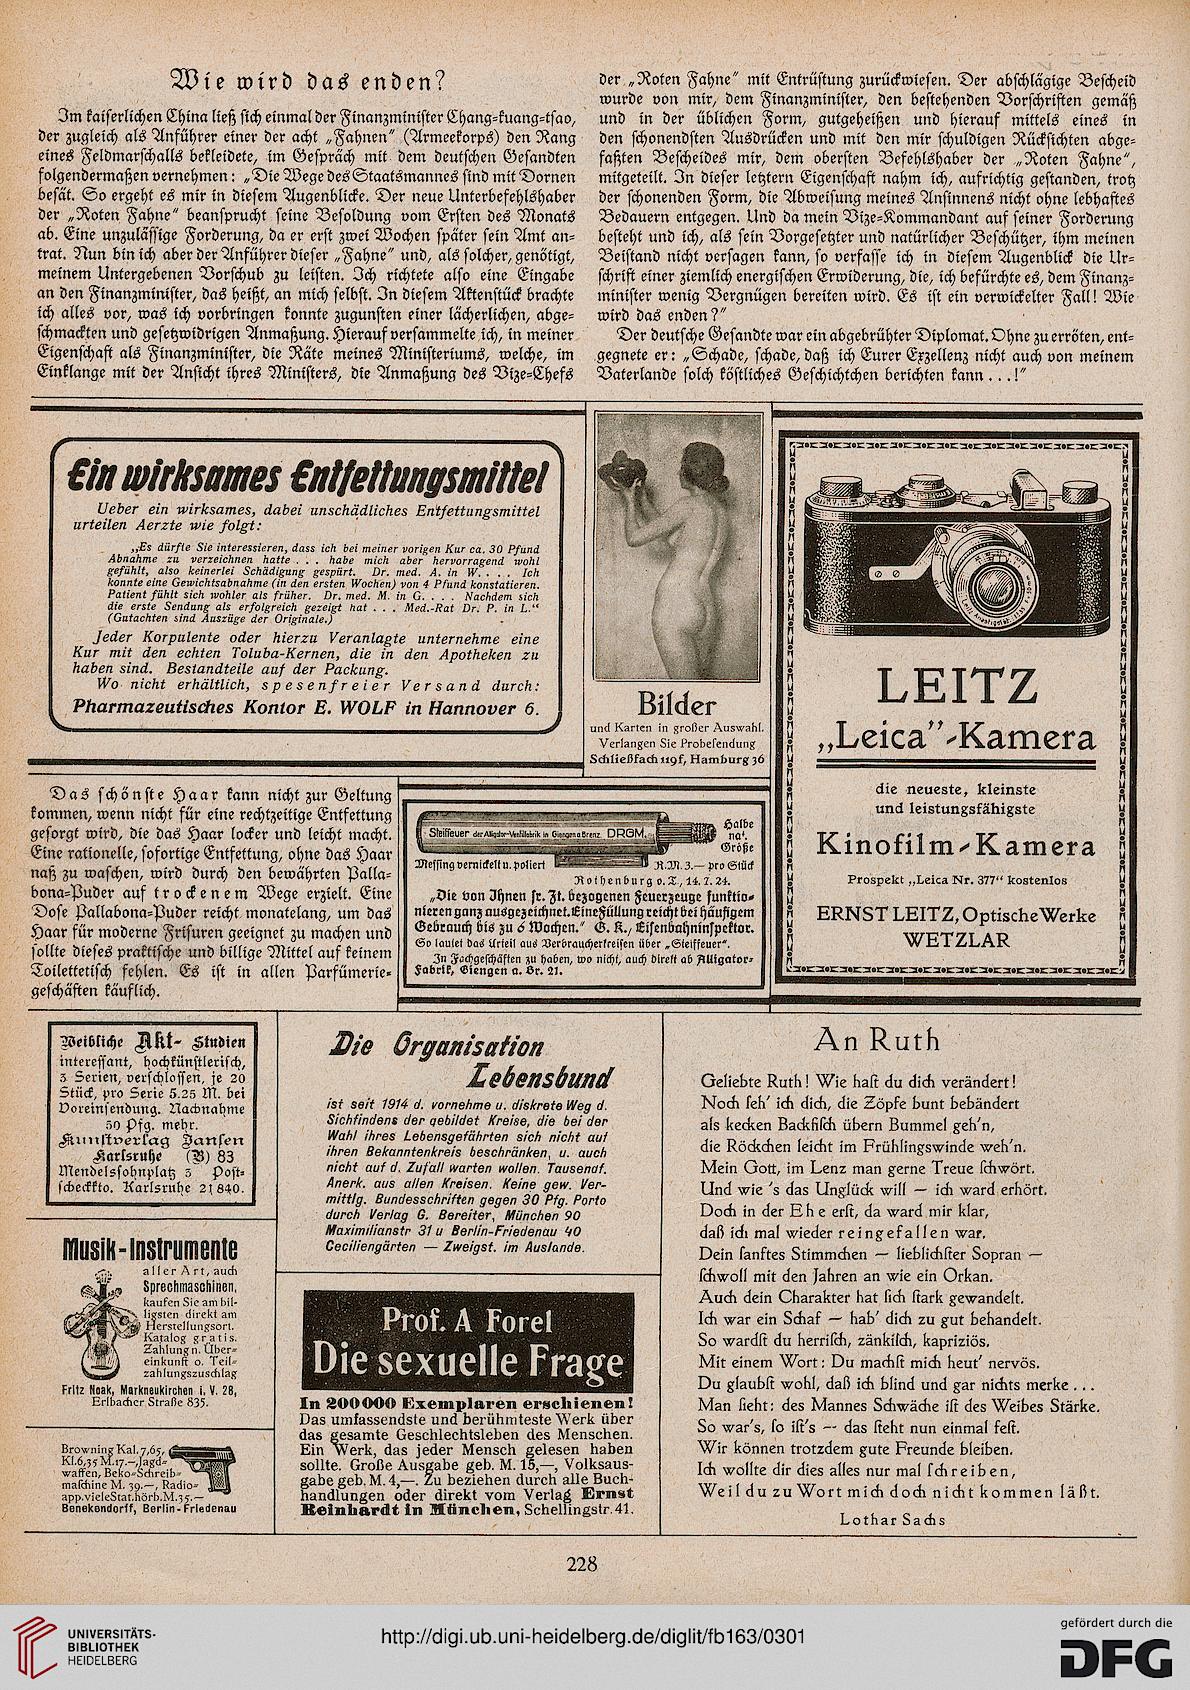 Wie wird das enden?
Im kaiserlichen China ließ sich einmal der Finanzminister Chang-kuang-tsao,
der zugleich als Anführer einer der acht „Fahnen" (Armeekorps) den Rang
eines Feldmarschalls bekleidete, im Gespräch mit dem deutschen Gesandten
folgendermaßen vernehmen: „Die Wege des Staatsmannes sind mit Dornen
besät. So ergeht es mir in diesem Augenblicke. Der neue Unterbefehlshaber
der „Roten Fahne" beansprucht seine Besoldung vom Ersten des Monats
ab. Eine unzulässige Forderung, da er erst zwei Wochen später sein Amt an-
trat. Nun bin ich aber der Anführer dieser „Fahne" und, als solcher, genötigt,
meinem Untergebenen Vorschub zu leisten. Ich richtete also eine Eingabe
an den Finanzminister, das heißt, an mich selbst. In diesem Aktenstück brachte
ich alles vor, was ich vorbringen konnte zugunsten einer lächerlichen, abge-
schmackten und gesetzwidrigen Anmaßung. Hierauf versammelte ich, in meiner
Eigenschaft als Finanzminister, die Räte meines Ministeriums, welche, im
Einklange mit der Ansicht ihres Ministers, die Anmaßung des Vize-Chefs
der „Roten Fahne" mit Entrüstung zurückwiesen. Der abschlägige Bescheid
wurde von mir, dem Finanzminister, den bestehenden Vorschriften gemäß
und in der üblichen Form, gutgeheißen und hierauf mittels eines in
den schonendsten Ausdrücken und mit den mir schuldigen Rücksichten abge-
faßten Bescheides mir, dem obersten Befehlshaber der „Roten Fahne",
mitgeteilt. In dieser letztern Eigenschaft nahm ich, aufrichtig gestanden, trotz
der schonenden Form, die Abweisung meines Ansinnens nicht ohne lebhaftes
Bedauern entgegen. Und da mein Vize-Kommandant auf seiner Forderung
besteht und ich, als sein Vorgesetzter und natürlicher Beschützer, ihm meinen
Beistand nicht versagen kann, so verfasse ich in diesem Augenblick die Ur-
schrift einer ziemlich energischen Erwiderung, die, ich befürchte es, dem Finanz-
minister wenig Vergnügen bereiten wird. Es ist ein verwickelter Fall! Wie
wird das enden?"
Der deutsche Gesandte war ein abgebrühter Diplomat. Ohne zu erröten, ent-
gegnete er: „Schade, schade, daß ich Eurer Exzellenz nicht auch von meinem
Vaterlande solch köstliches Geschichtchen berichten kann ...!"
Ein wirksames Entfettungsmittel
Ueber ein wirksames, dabei unschädliches Entfettungsmittel
urteilen Aerzte wie folgt:
„Es dürfte Sie interessieren, dass ich bei meiner vorigen Kur ca. 30 Pfund
Abnahme zu verzeichnen hatte . . . habe mich aber hervorragend wohl
gefühlt, also keinerlei Schädigung gespürt. Dr. med. A. in W. . . . Ich
konnte eine Gewichtsabnahme (in den ersten Wochen) von 4 Pfund konstatieren.
Patient fühlt sich wohler als früher. Dr. med. M. in G. . . . Nachdem sich
die erste Sendung als erfolgreich gezeigt hat . . . Med.-Rat Dr. P. in L."
(Gutachten sind Auszüge der Originale.)
Jeder Korpulente oder hierzu Veranlagte unternehme eine
Kur mit den echten Toluba-Kernen, die in den Apotheken zu
haben sind. Bestandteile auf der Packung.
Wo nicht erhältlich, spesenfreier Versand durch:
Pharmazeutisches Kontor E. WOLF in Hannover 6.
Bilder
und Karten in großer Auswahl.
Verlangen Sie Probesendung
Schließfach 119f, Hamburg 36
LEITZ
„Leica"-Kamera
die neueste, kleinste
und leistungsfähigste
Kinofilm-Kamera
Prospekt „Leica Nr. 377" kostenlos
ERNST LEITZ, Optische Werke
WETZLAR
Das schönste Haar kann nicht zur Geltung
kommen, wenn nicht für eine rechtzeitige Entfettung
gesorgt wird, die das Haar locker und leicht macht.
Eine rationelle, sofortige Entfettung, ohne das Haar
naß zu waschen, wird durch den bewährten Palla-
bona-Puder auf trockenem Wege erzielt. Eine
Dose Pallabona-Puder reicht monatelang, um das
Haar für moderne Frisuren geeignet zu machen und
sollte dieses praktische und billige Mittel auf keinem
Toilettetisch fehlen. Es ist in allen Parfümerie-
geschäften käuflich.
Steiffeuer der Alligator-Ventilfabrik in Giengen a Brenz. DRGM.
Halbe
nat.
Größe
Messing vernickelt u. poliert
R.M. 3.— pro Stück
Rothenburg o. T., 14. 7. 24.
„Die von Ihnen sr. Zt. bezogenen Feuerzeuge funktio-
nieren ganz ausgezeichnet. Eine Füllung reicht bei häufigem
Gebrauch bis zu 6 Wochen." G. K., Eisenbahninspektor.
So lautet das Urteil aus Verbraucherkreisen über „Steiffeuer".
In Fachgeschäften zu haben, wo nicht, auch direkt ab Alligator-
Fabrik, Giengen a. Br. 21.
Weibliche Akt- Studien
interessant, hochkünstlerisch,
3 Serien, verschlossen, je 20
Stück, pro Serie 5.25 M. bei
Voreinsendung. Nachnahme
50 Pfg. mehr.
Kunstverlag Jansen
Karlsruhe (B) 83
Mendelssohnplatz 3 Post-
scheckkto. Karlsruhe 21840.
Musik-Instrumente
aller Art, auch
Sprechmaschinen,
kaufen Sie am bil-
ligsten direkt am
Herstellungsort.
Katalog gratis.
Zahlung n. Über-
einkunft o. Teil-
zahlungszuschlag
Fritz Noak, Markneukirchen i. V. 28,
Erlbacher Straße 835.
Browning Kal. 7,65,
Kl. 6,35 M. 17.—, Jagd-
waffen, Beko-Schreib-
maschine M. 39.—, Radio-
app. viele Stat. hörb. M. 35.—
Benekendorff, Berlin-Friedenau
Die Organisation
Lebensbund
ist seit 1914 d. vornehme u. diskrete Weg d.
Sichfindens der gebildet Kreise, die bei der
Wahl ihres Lebensgefährten sich nicht auf
ihren Bekanntenkreis beschränken, u. auch
nicht auf d. Zufall warten wollen. Tausendf.
Anerk. aus allen Kreisen. Keine gew. Ver-
mittlg. Bundesschriften gegen 30 Pfg. Porto
durch Verlag G. Bereiter, München 90
Maximilianstr 31 u Berlin-Friedenau 40
Ceciliengärten — Zweigst. im Auslande.
Prof. A Forel
Die sexuelle Frage
In 200000 Exemplaren erschienen!
Das umfassendste und berühmteste Werk über
das gesamte Geschlechtsleben des Menschen.
Ein Werk, das jeder Mensch gelesen haben
sollte. Große Ausgabe geb. M. 15,—, Volksaus-
gabe geb. M. 4,—. Zu beziehen durch alle Buch-
handlungen oder direkt vom Verlag Ernst
Reinhardt in München, Schellingstr. 41.
An Ruth
Geliebte Ruth! Wie hast du dich verändert!
Noch seh' ich dich, die Zöpfe bunt bebändert
als kecken Backfisch übern Bummel geh'n,
die Röckchen leicht im Frühlingswinde weh'n.
Mein Gott, im Lenz man gerne Treue schwört.
Und wie 's das Unglück will — ich ward erhört.
Doch in der Ehe erst, da ward mir klar,
daß ich mal wieder reingefallen war.
Dein sanftes Stimmchen — lieblichster Sopran —
schwoll mit den Jahren an wie ein Orkan.
Auch dein Charakter hat sich stark gewandelt.
Ich war ein Schaf — hab' dich zu gut behandelt.
So wardst du herrisch, zänkisch, kapriziös.
Mit einem Wort: Du machst mich heut' nervös.
Du glaubst wohl, daß ich blind und gar nichts merke ...
Man sieht: des Mannes Schwäche ist des Weibes Stärke.
So war's, so ist's — das steht nun einmal fest.
Wir können trotzdem gute Freunde bleiben.
Ich wollte dir dies alles nur mal schreiben,
Weil du zu Wort mich doch nicht kommen läßt.
Lothar Sachs
228
UNIVERSITÄTS-
BIBLIOTHEK
HEIDELBERG
http://digi.ub.uni-heidelberg.de/diglit/fb163/0301
gefördert durch die
DFG